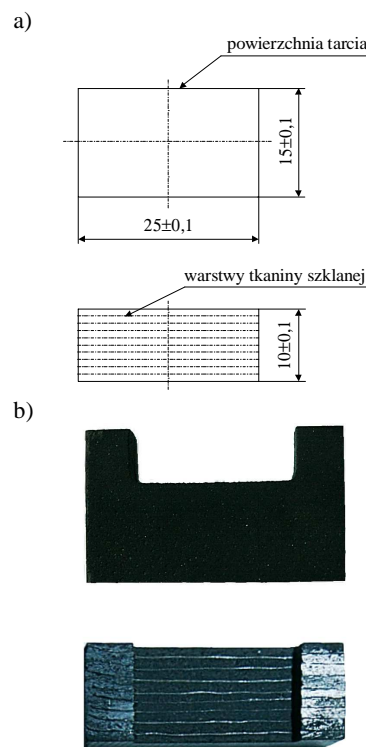 a)
powierzchnia tarcia
15±0,1
25±0,1
warstwy tkaniny szklanej
10±0,1
b)